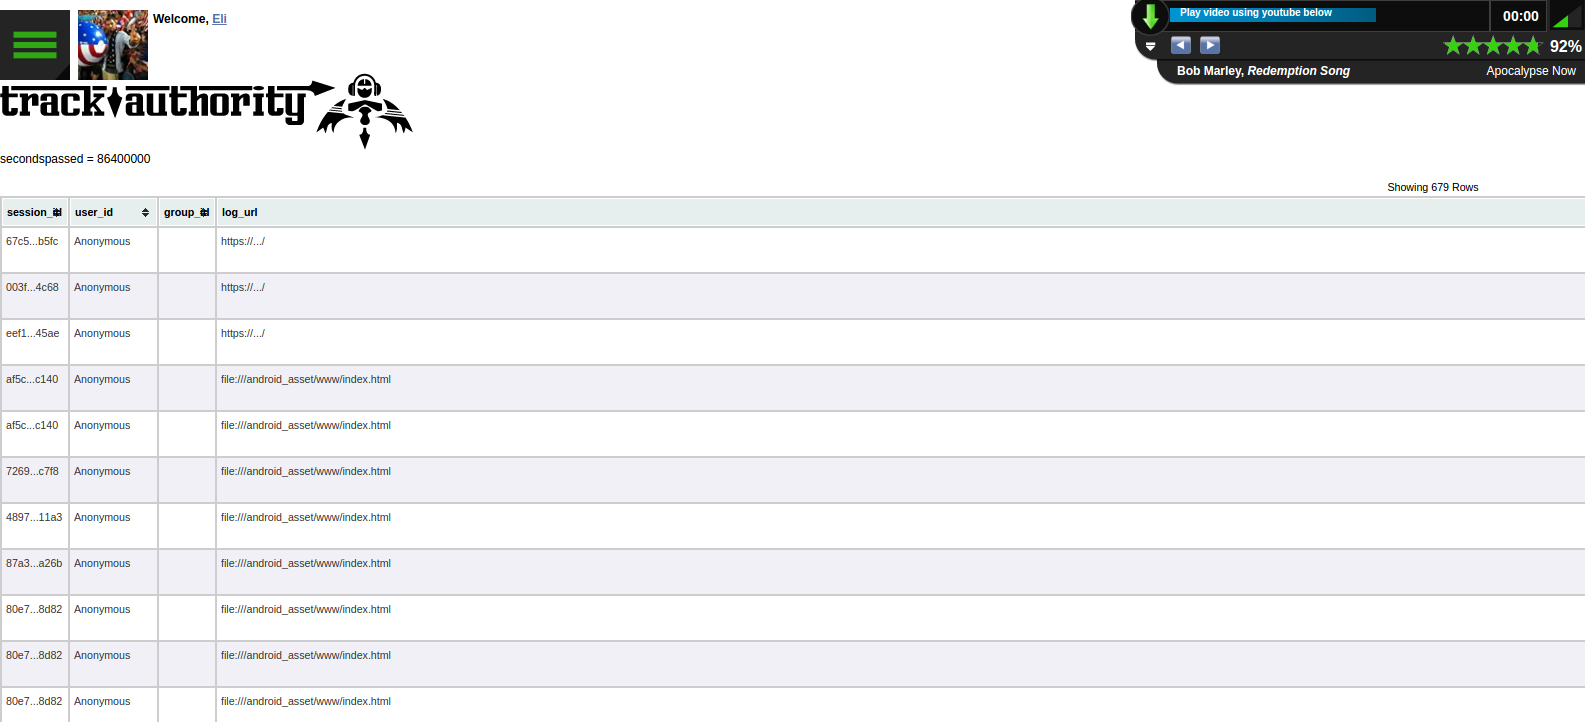 Welcome, Eli
Play video using youtube below
00:00
92%
Bob Marley, Redemption Song
Apocalypse Now
track authority
secondspassed = 86400000
Showing 679 Rows
session_id user_id group_id log_url
67c5...b5fc Anonymous https://.../
003f...4c68 Anonymous https://.../
eef1...45ae Anonymous https://.../
af5c...c140 Anonymous file:///android_asset/www/index.html
af5c...c140 Anonymous file:///android_asset/www/index.html
7269...c7f8 Anonymous file:///android_asset/www/index.html
4897...11a3 Anonymous file:///android_asset/www/index.html
87a3...a26b Anonymous file:///android_asset/www/index.html
80e7...8d82 Anonymous file:///android_asset/www/index.html
80e7...8d82 Anonymous file:///android_asset/www/index.html
80e7...8d82 Anonymous file:///android_asset/www/index.html